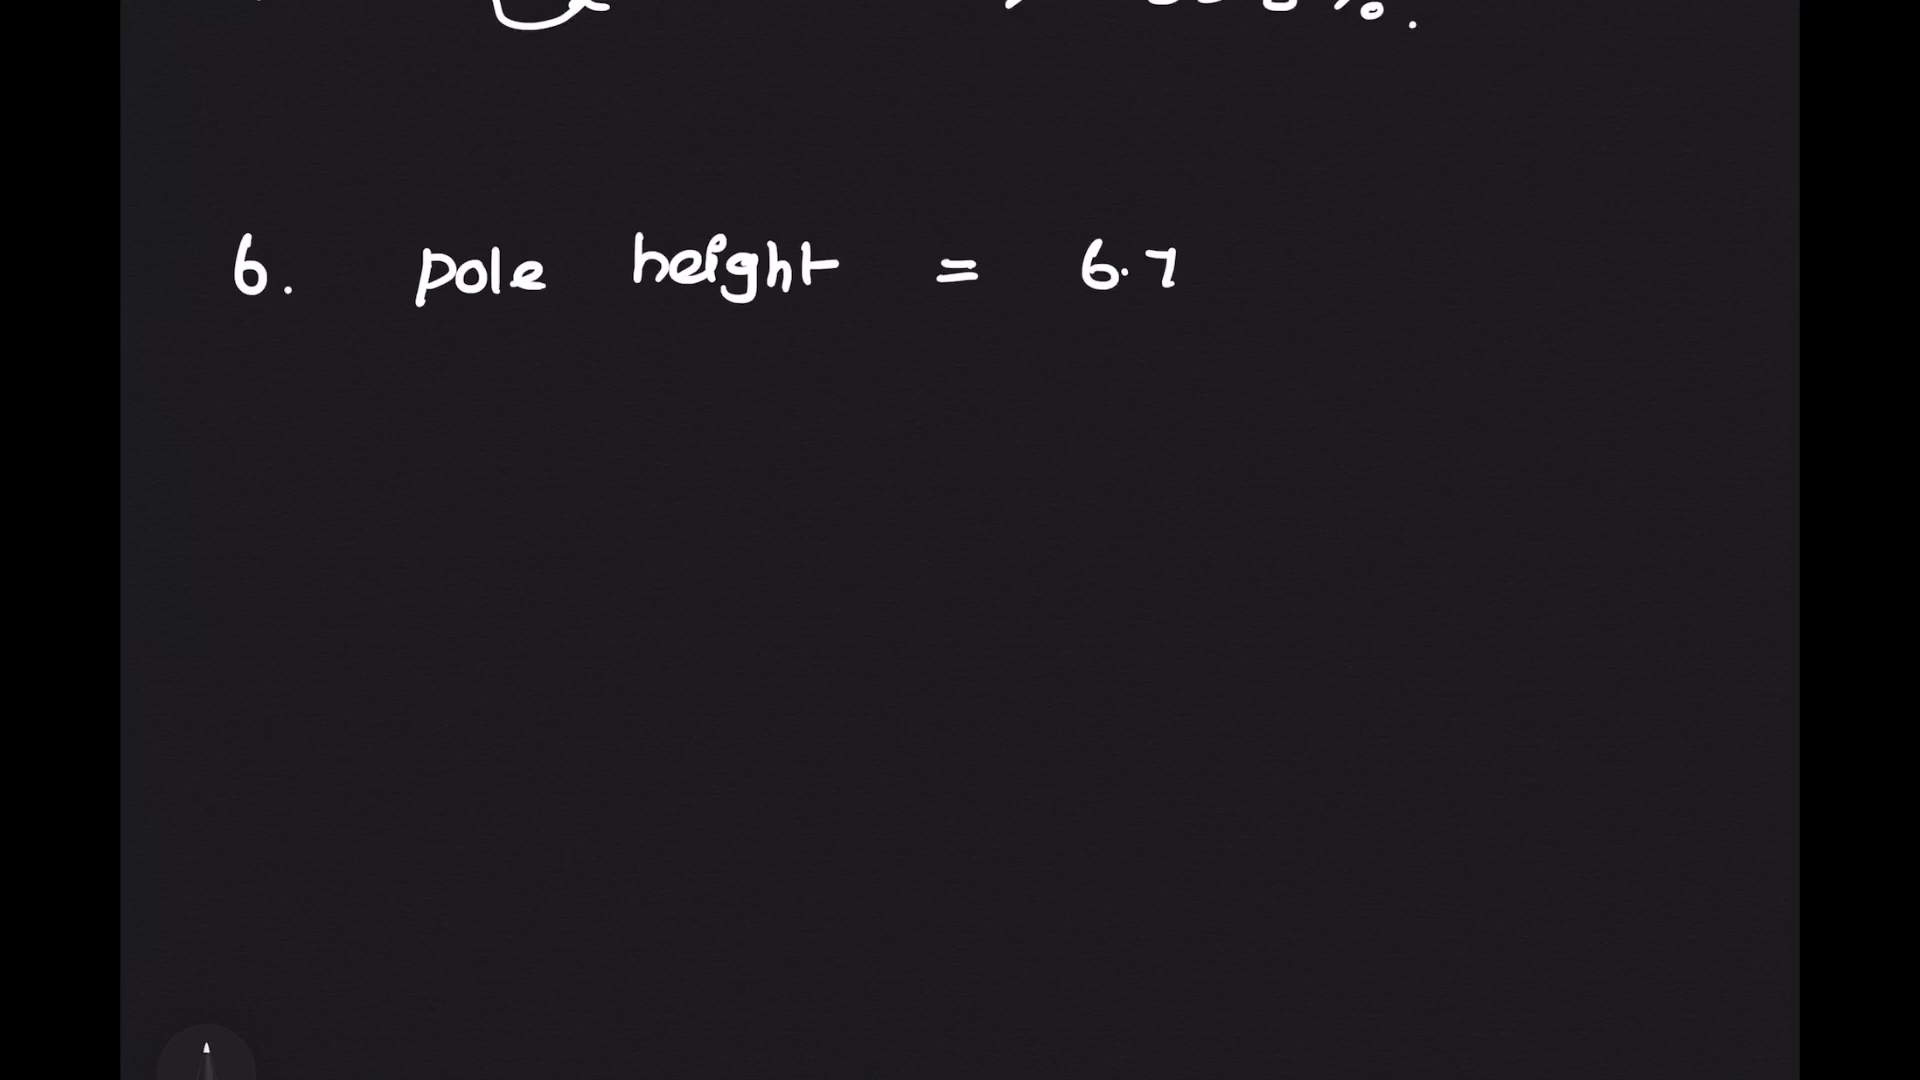 6. pole height = 6.7